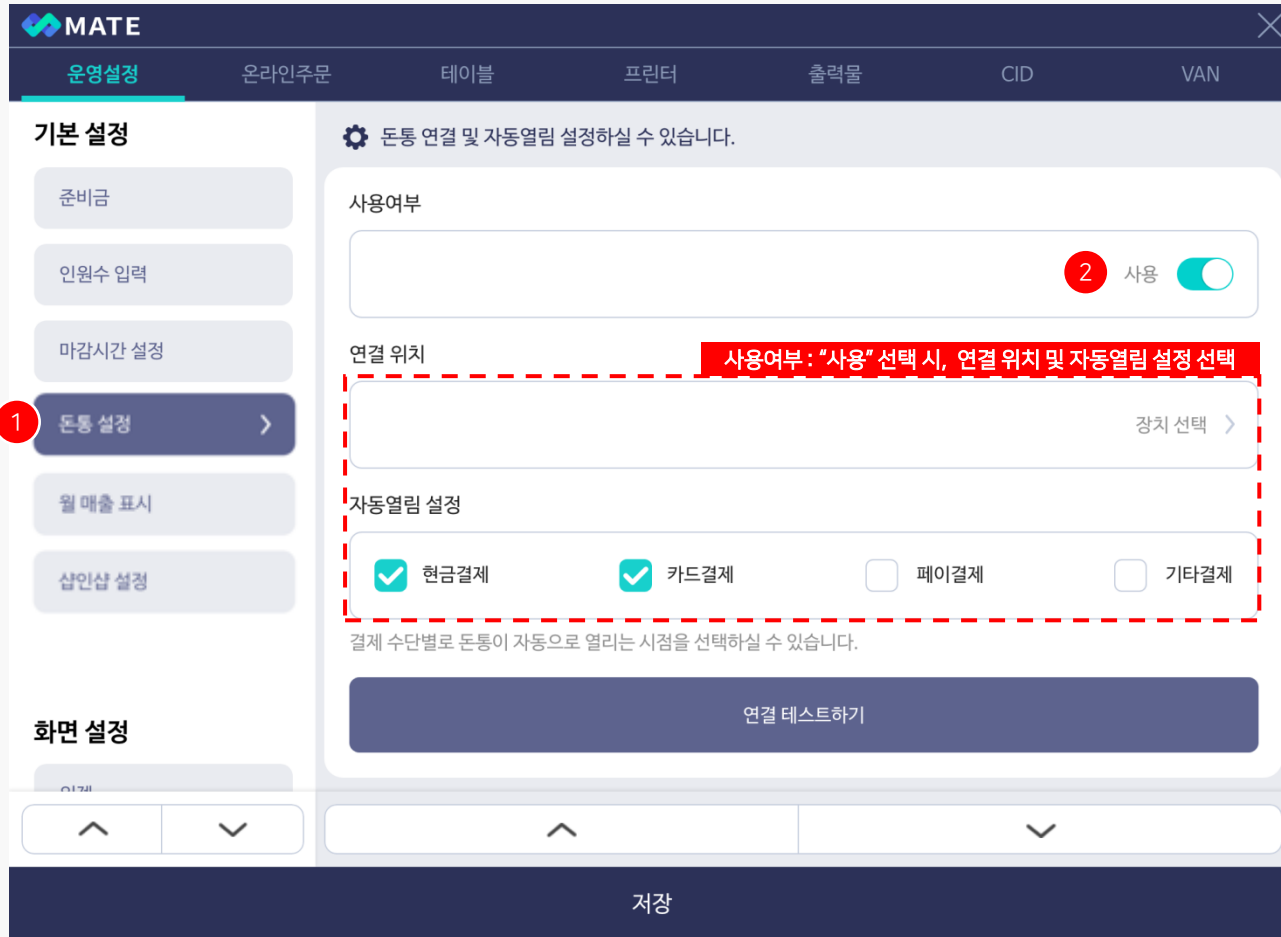 MATE
운영설정 온라인주문 테이블 프린터 출력물 CID VAN
기본 설정
준비금
인원수 입력
마감시간 설정
1 돈통 설정
월 매출 표시
샵인샵 설정
화면 설정
돈통 연결 및 자동열림 설정하실 수 있습니다.
사용여부
2 사용
연결 위치
사용여부 : “사용” 선택 시, 연결 위치 및 자동열림 설정 선택
장치 선택
자동열림 설정
현금결제 카드결제 페이결제 기타결제
결제 수단별로 돈통이 자동으로 열리는 시점을 선택하실 수 있습니다.
연결 테스트하기
저장